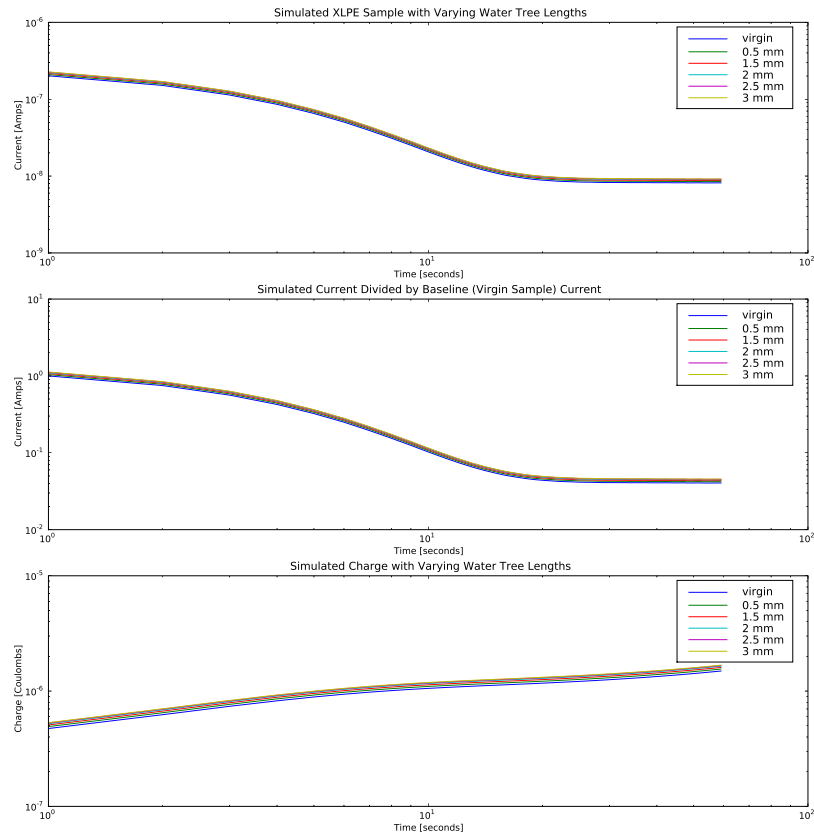 Simulated XLPE Sample with Varying Water Tree Lengths
10^-6
10^-7
10^-8
10^-9
Current [Amps]
virgin
0.5 mm
1.5 mm
2 mm
2.5 mm
3 mm
10^0
10^1
10^2
Time [seconds]
Simulated Current Divided by Baseline (Virgin Sample) Current
10^1
10^0
10^-1
10^-2
Current [Amps]
virgin
0.5 mm
1.5 mm
2 mm
2.5 mm
3 mm
10^0
10^1
10^2
Time [seconds]
Simulated Charge with Varying Water Tree Lengths
10^-5
10^-6
10^-7
Charge [Coulombs]
virgin
0.5 mm
1.5 mm
2 mm
2.5 mm
3 mm
10^0
10^1
10^2
Time [seconds]